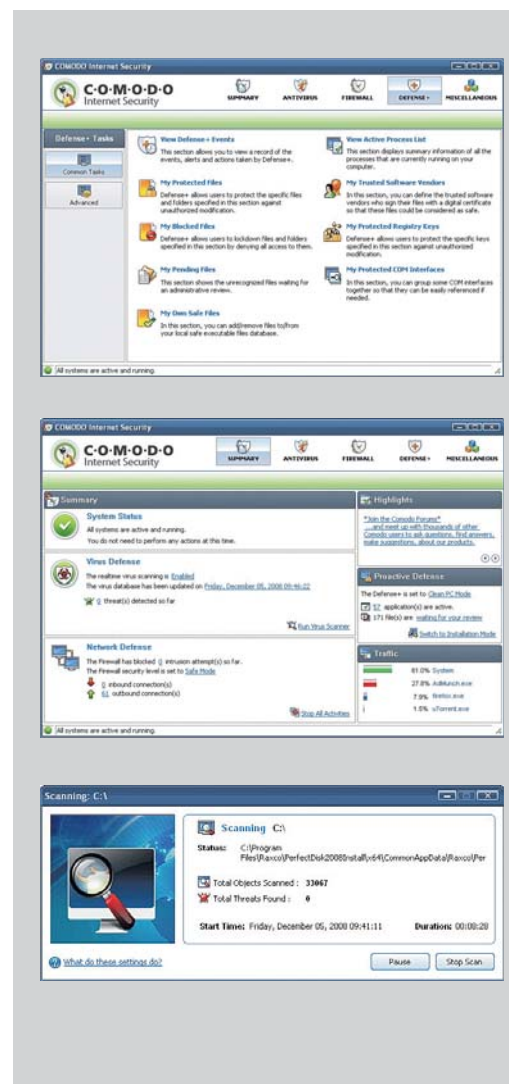 COMODO Internet Security
C·O·M·O·D·O
Internet Security
SUMMARY
ANTIVIRUS
FIREWALL
DEFENSE+
MISCELLANEOUS
Defense+ Tasks
Common Tasks
Advanced
View Defense+ Events
This section allows you to view a record of the
events, alerts and actions taken by Defense+.
My Protected Files
Defense+ allows users to protect the specific files
and folders specified in this section against
unauthorized modification.
My Blocked Files
Defense+ allows users to lockdown files and folders
specified in this section by denying all access to them.
My Pending Files
This section shows the unrecognized files waiting for
an administrative review.
My Own Safe Files
In this section, you can add/remove files to/from
your local safe executable files database.
View Active Process List
This section displays summary information of all the
processes that are currently running on your
computer.
My Trusted Software Vendors
In this section, you can define the trusted software
vendors who sign their files with a digital certificate
so that these files could be considered as safe.
My Protected Registry Keys
Defense+ allows users to protect the specific keys
specified in this section against unauthorized
modification.
My Protected COM Interfaces
In this section, you can group some COM interfaces
together so that they can be easily referenced if
needed.
All systems are active and running.
COMODO Internet Security
C·O·M·O·D·O
Internet Security
SUMMARY
ANTIVIRUS
FIREWALL
DEFENSE+
MISCELLANEOUS
Summary
System Status
All systems are active and running.
You do not need to perform any actions at this time.
Virus Defense
The realtime virus scanning is Enabled
The virus database has been updated on Friday, December 05, 2008 09:46:22
0 threat(s) detected so far
Run Virus Scanner
Network Defense
The Firewall has blocked 0 intrusion attempt(s) so far.
The Firewall security level is set to Safe Mode
0 inbound connection(s)
61 outbound connection(s)
Stop All Activities
Highlights
"Join the Comodo Forums"
...and meet up with thousands of other
Comodo users to ask questions, find answers,
make suggestions, about our products.
Proactive Defense
The Defense+ is set to Clean PC Mode
57 application(s) are active.
171 file(s) are waiting for your review
Switch to Installation Mode
Traffic
61.0% System
27.8% AdMunch.exe
7.9% firefox.exe
1.5% uTorrent.exe
All systems are active and running.
Scanning: C:\
Scanning C:\
Status: C:\Program
Files\Raxco\PerfectDisk2008Install\x64\CommonAppData\Raxco\Per
Total Objects Scanned : 33067
Total Threats Found : 0
Start Time: Friday, December 05, 2008 09:41:11 Duration: 00:08:28
What do these settings do?
Pause
Stop Scan